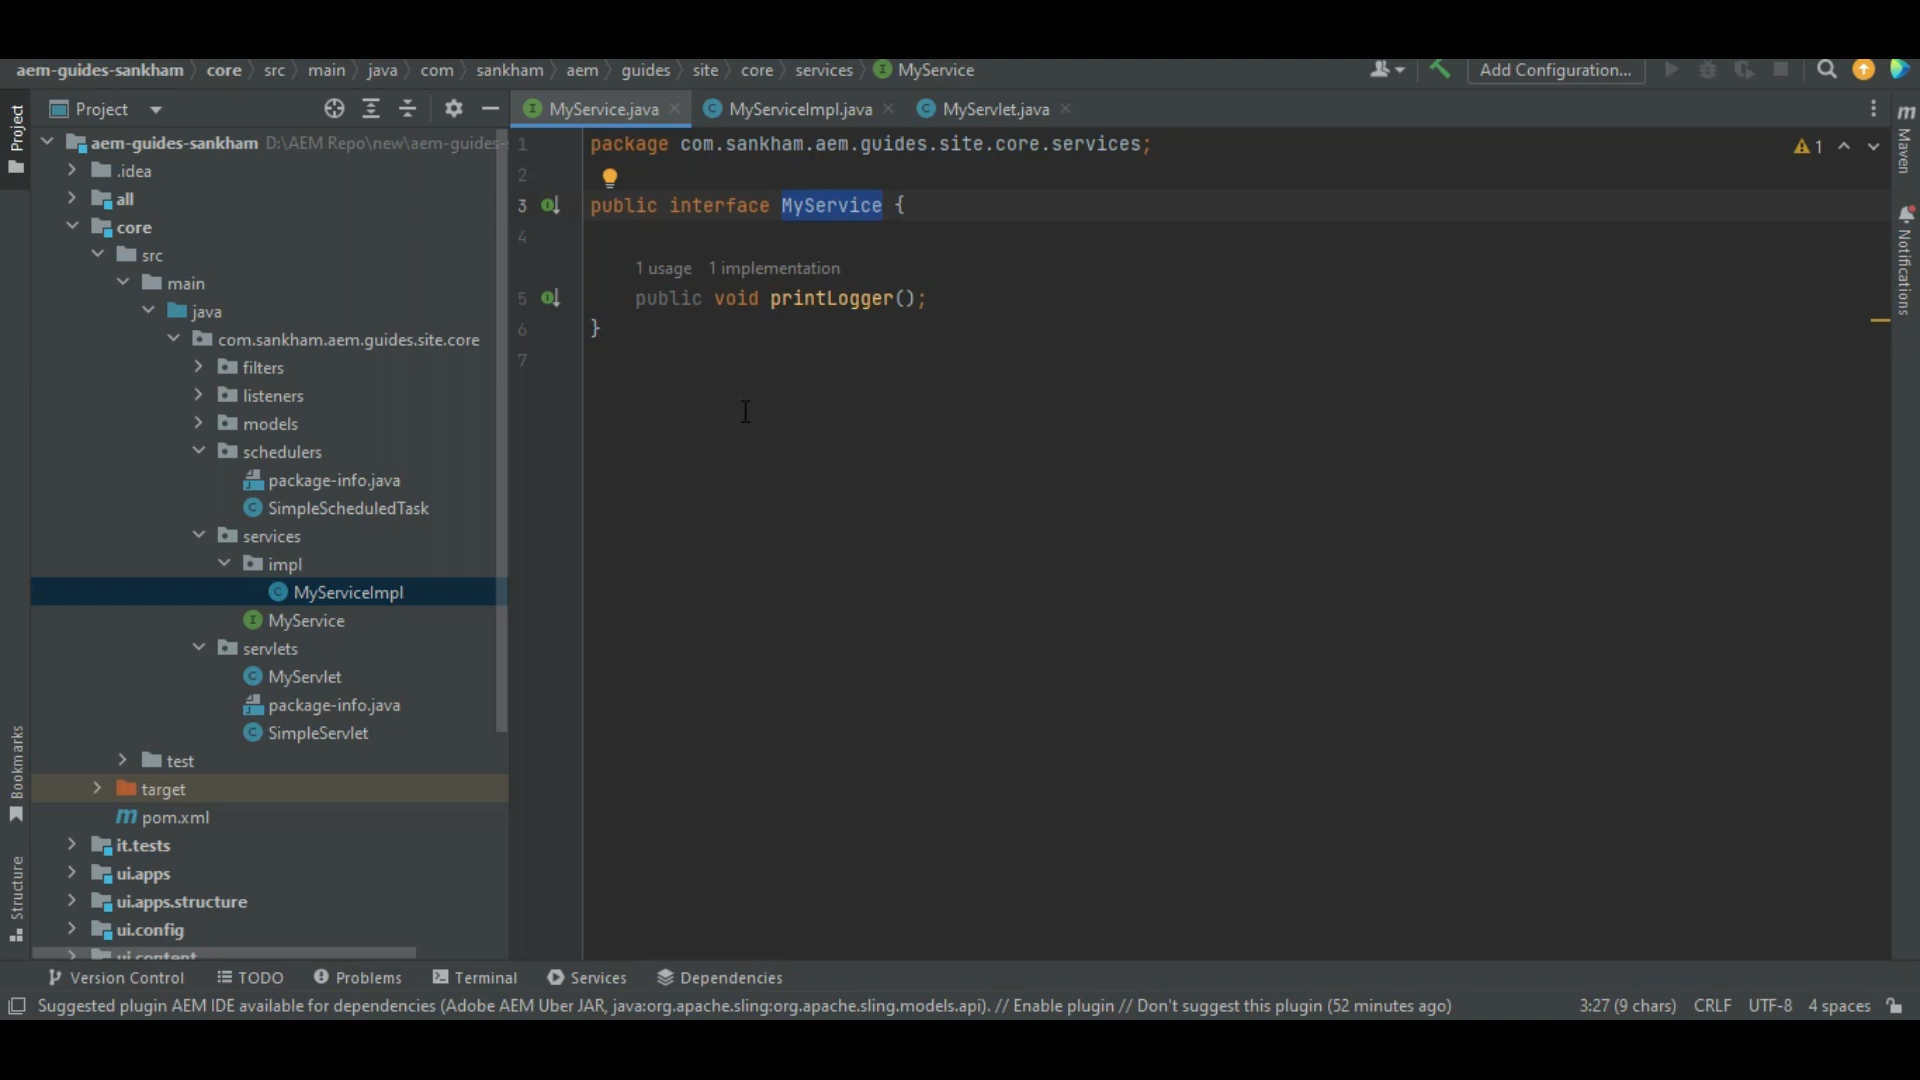 aem-guides-sankham core src main java com sankham aem guides site core services MyService
Add Configuration...
Project
MyService.java
MyServiceImpl.java
MyServlet.java
Project
aem-guides-sankham D:\AEM Repo\new\aem-guides-
.idea
all
core
src
main
java
com.sankham.aem.guides.site.core
filters
listeners
models
schedulers
package-info.java
SimpleScheduledTask
services
impl
MyServiceImpl
MyService
servlets
MyServlet
package-info.java
SimpleServlet
test
target
pom.xml
it.tests
ui.apps
ui.apps.structure
ui.config
ui.content
Bookmarks
Structure
1 package com.sankham.aem.guides.site.core.services;
2
3 public interface MyService {
4
1 usage 1 implementation
5 public void printLogger();
6 }
7
1
Maven
Notifications
Version Control
TODO
Problems
Terminal
Services
Dependencies
Suggested plugin AEM IDE available for dependencies (Adobe AEM Uber JAR, java:org.apache.sling:org.apache.sling.models.api). // Enable plugin // Don't suggest this plugin (52 minutes ago)
3:27 (9 chars) CRLF UTF-8 4 spaces